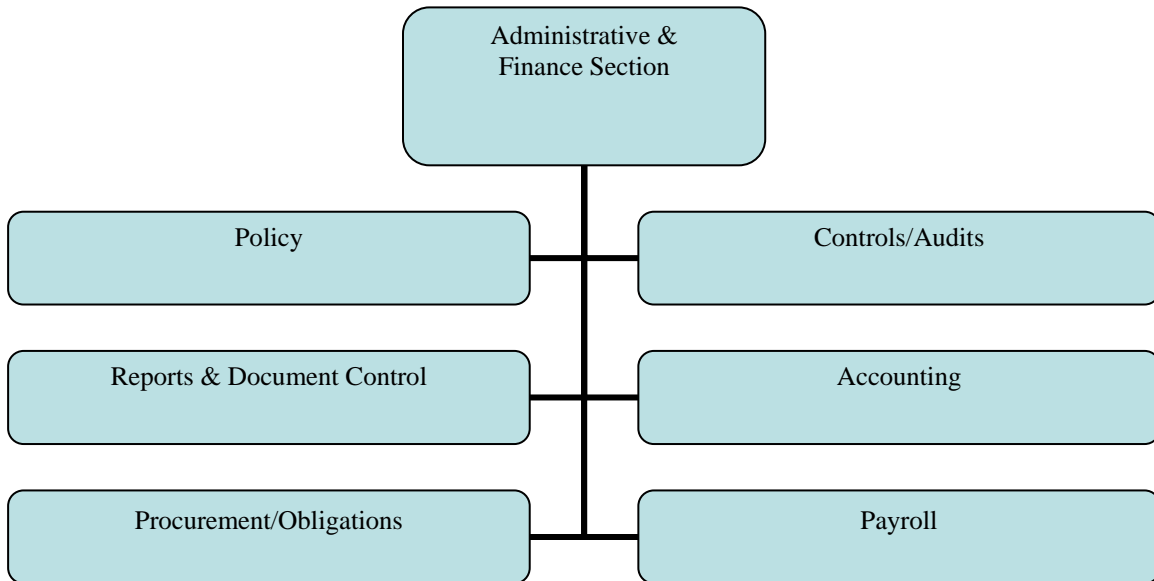 Administrative &
Finance Section
Policy
Controls/Audits
Reports & Document Control
Accounting
Procurement/Obligations
Payroll